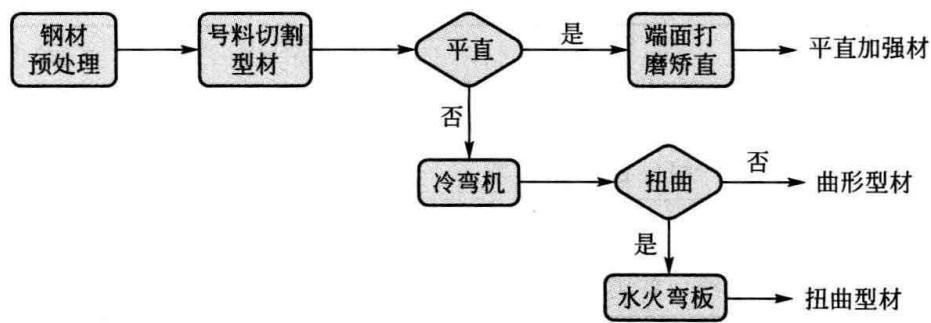 钢材
预处理
号料切割
型材
平直
是
端面打
磨矫直
平直加强材
否
冷弯机
扭曲
否
曲形型材
是
水火弯板
扭曲型材